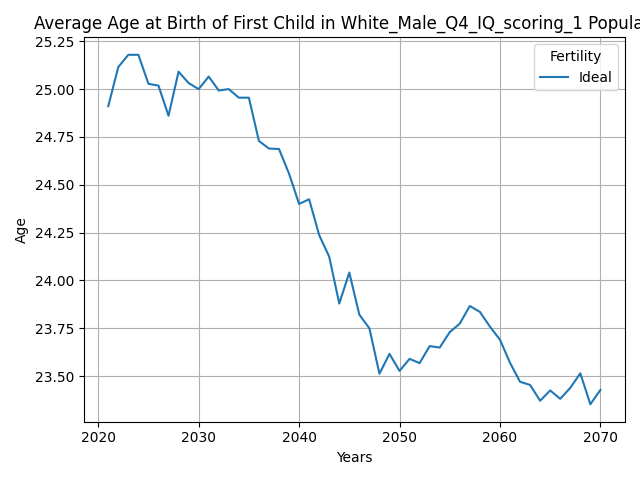 Average Age at Birth of First Child in White_Male_Q4_IQ_scoring_1 Popula
25.25
25.00
24.75
24.50
24.25
24.00
23.75
23.50
Age
Fertility
Ideal
2020 2030 2040 2050 2060 2070
Years